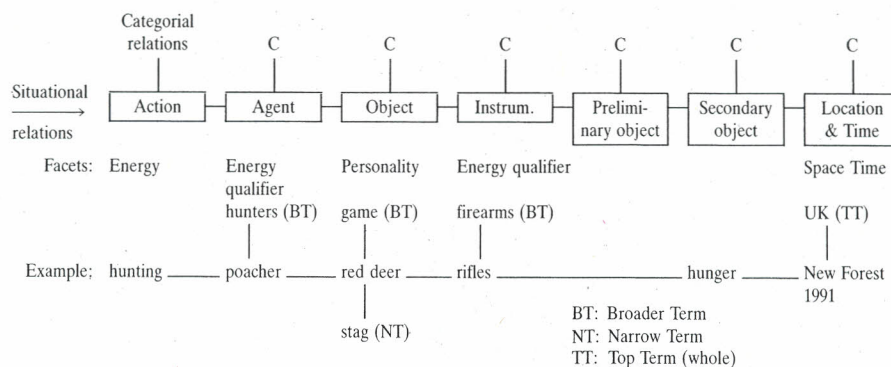 Categorial
relations C C C C C C
Situational
relations
Action Agent Object Instrum. Prelimi-
nary object Secondary
object Location
& Time
Facets: Energy Energy
qualifier Personality Energy qualifier Space Time
hunters (BT) game (BT) firearms (BT) UK (TT)
Example; hunting poacher red deer rifles hunger New Forest
1991
stag (NT)
BT: Broader Term
NT: Narrow Term
TT: Top Term (whole)